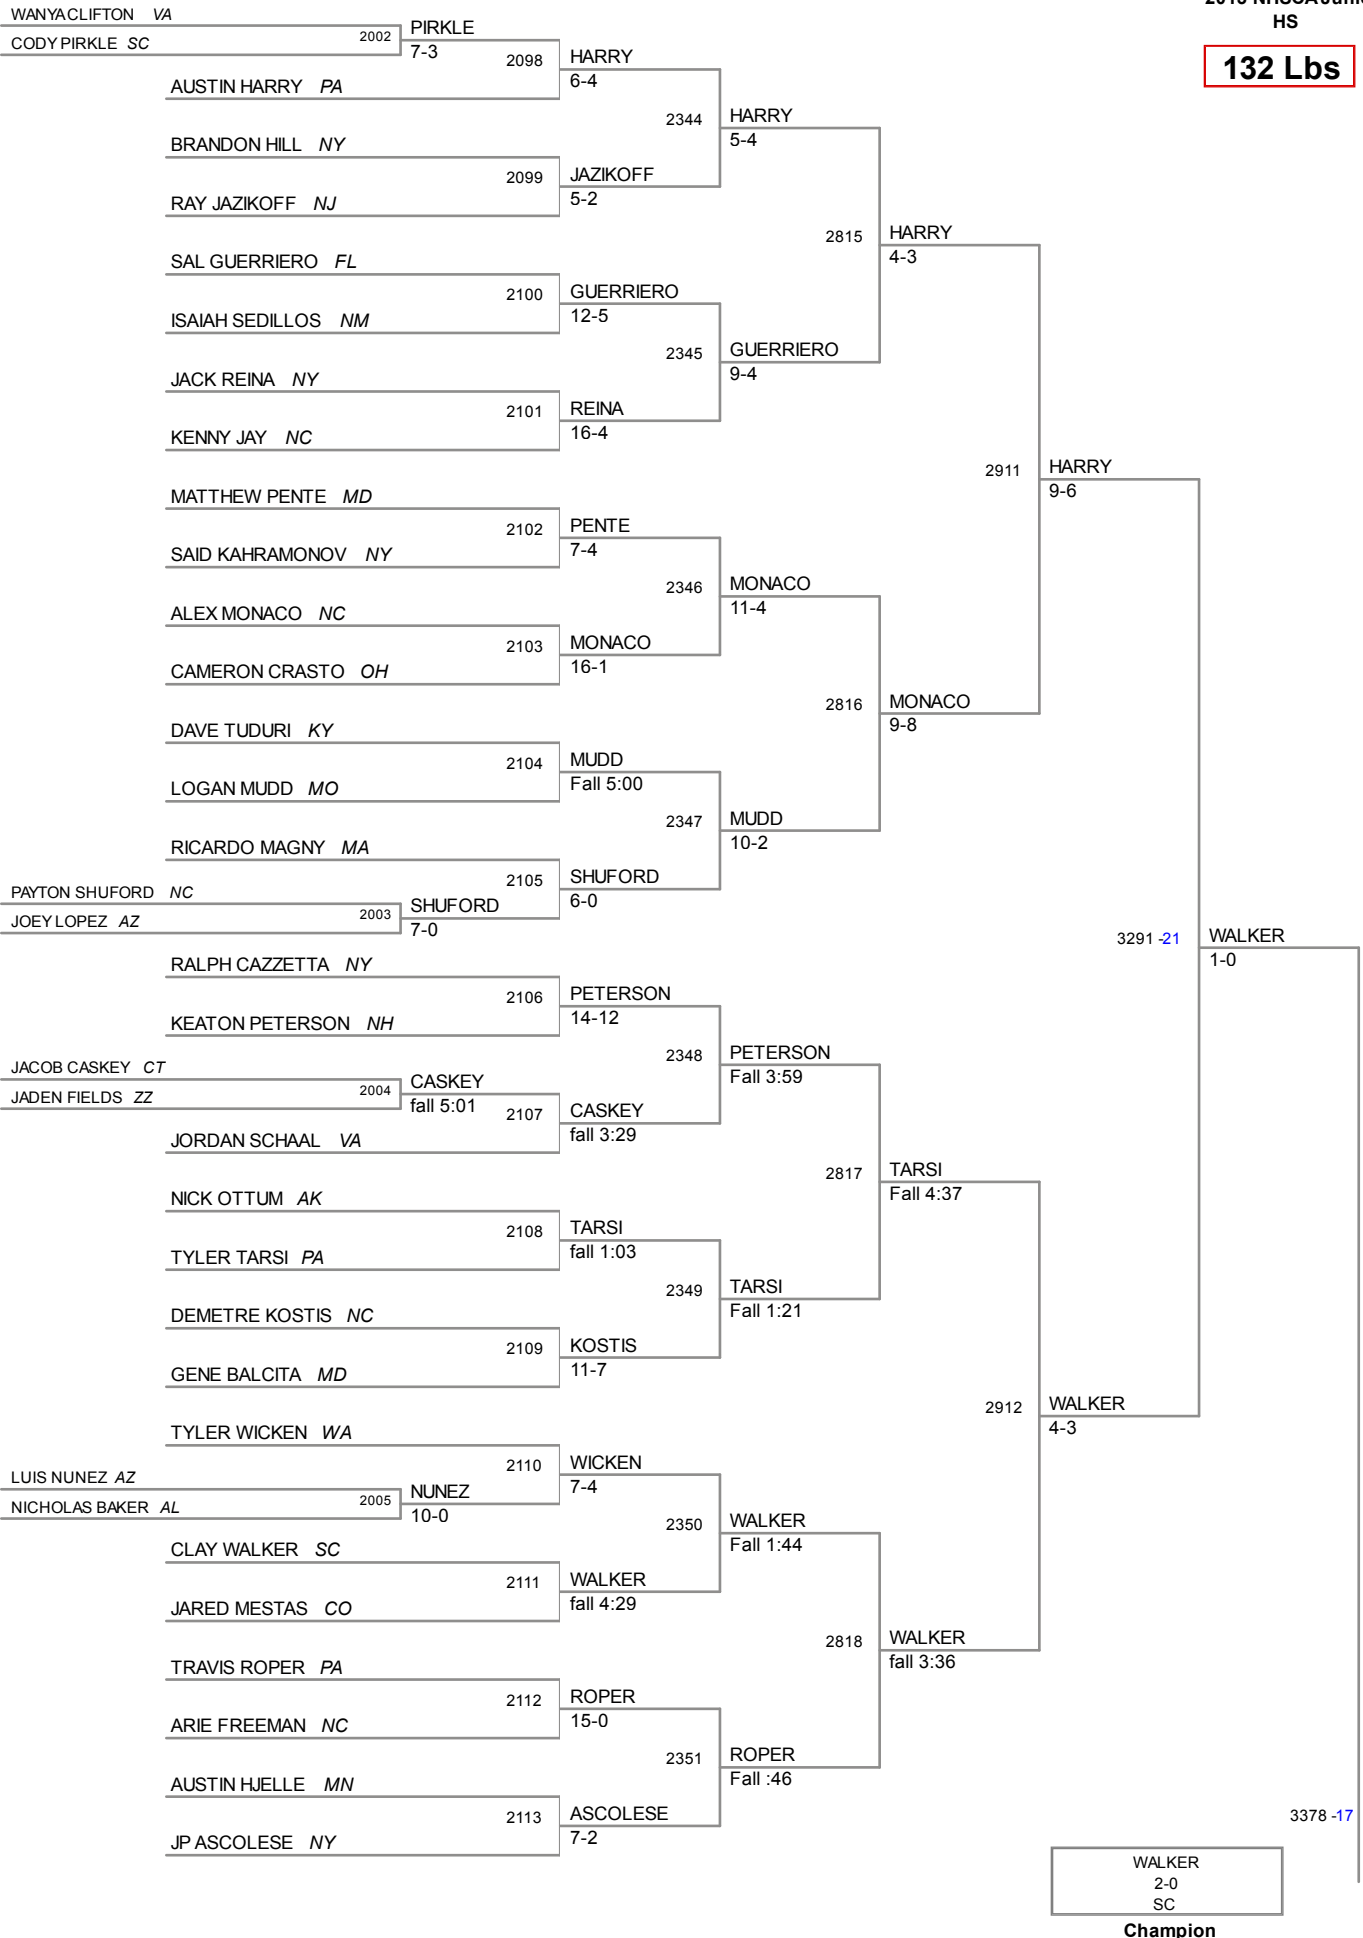 WANYA CLIFTON VA
CODY PIRKLE SC
2002
PIRKLE
7-3
HS
132 Lbs
2098
HARRY
6-4
AUSTIN HARRY PA
2344
HARRY
5-4
BRANDON HILL NY
2099
JAZIKOFF
5-2
RAY JAZIKOFF NJ
2815
HARRY
4-3
SAL GUERRIERO FL
2100
GUERRIERO
12-5
ISAIAH SEDILLOS NM
2345
GUERRIERO
9-4
JACK REINA NY
2101
REINA
16-4
KENNY JAY NC
2911
HARRY
9-6
MATTHEW PENTE MD
2102
PENTE
7-4
SAID KAHRAMONOV NY
2346
MONACO
11-4
ALEX MONACO NC
2103
MONACO
16-1
CAMERON CRASTO OH
2816
MONACO
9-8
DAVE TUDURI KY
2104
MUDD
Fall 5:00
LOGAN MUDD MO
2347
MUDD
10-2
RICARDO MAGNY MA
2105
SHUFORD
6-0
PAYTON SHUFORD NC
JOEY LOPEZ AZ
2003
SHUFORD
7-0
3291 -21
WALKER
1-0
RALPH CAZZETTA NY
2106
PETERSON
14-12
KEATON PETERSON NH
2348
PETERSON
Fall 3:59
JACOB CASKEY CT
JADEN FIELDS ZZ
2004
CASKEY
fall 5:01
2107
CASKEY
fall 3:29
JORDAN SCHAAL VA
2817
TARSI
Fall 4:37
NICK OTTUM AK
2108
TARSI
fall 1:03
TYLER TARSI PA
2349
TARSI
Fall 1:21
DEMETRE KOSTIS NC
2109
KOSTIS
11-7
GENE BALCITA MD
2912
WALKER
4-3
TYLER WICKEN WA
2110
WICKEN
7-4
LUIS NUNEZ AZ
NICHOLAS BAKER AL
2005
NUNEZ
10-0
2350
WALKER
Fall 1:44
CLAY WALKER SC
2111
WALKER
fall 4:29
JARED MESTAS CO
2818
WALKER
fall 3:36
TRAVIS ROPER PA
2112
ROPER
15-0
ARIE FREEMAN NC
2351
ROPER
Fall :46
AUSTIN HJELLE MN
2113
ASCOLESE
7-2
JP ASCOLESE NY
3378 -17
WALKER
2-0
SC
Champion